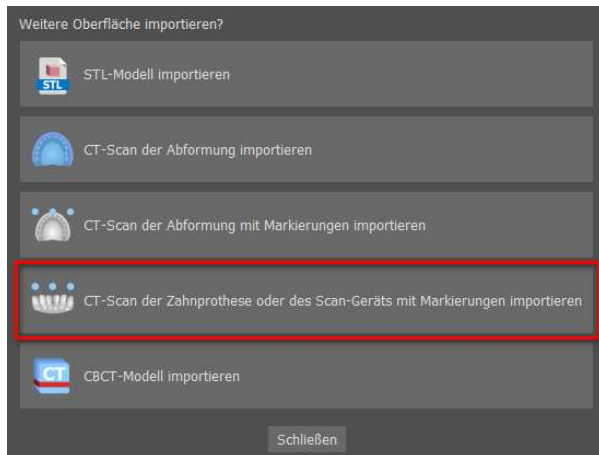 Weitere Oberfläche importieren?
STL
STL-Modell importieren
CT-Scan der Abformung importieren
CT-Scan der Abformung mit Markierungen importieren
CT-Scan der Zahnprothese oder des Scan-Geräts mit Markierungen importieren
CT
CBCT-Modell importieren
Schließen